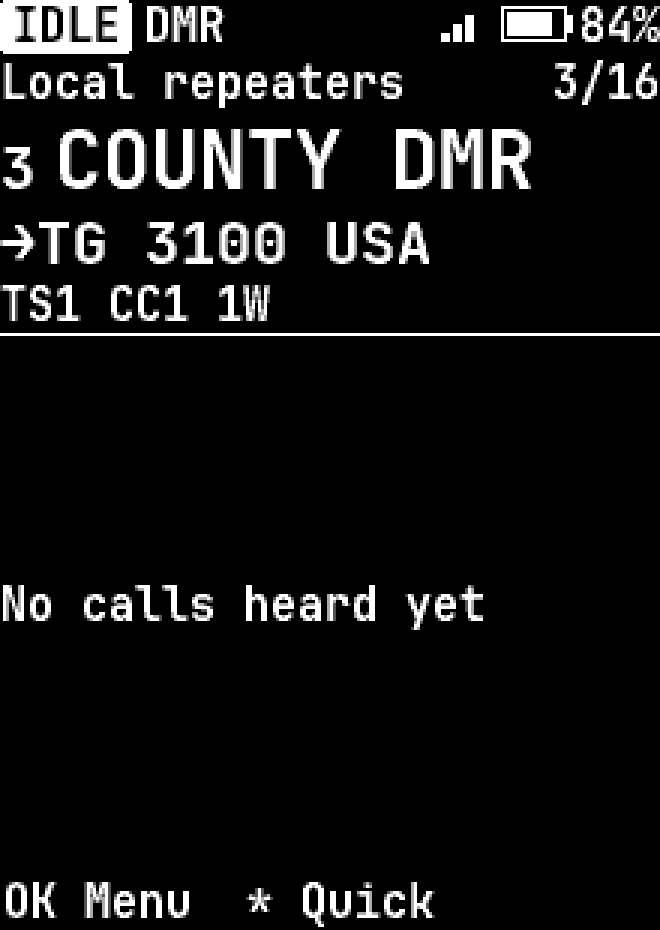 IDLE DMR 84%
Local repeaters 3/16
3 COUNTY DMR
→TG 3100 USA
TS1 CC1 1W
No calls heard yet
OK Menu * Quick